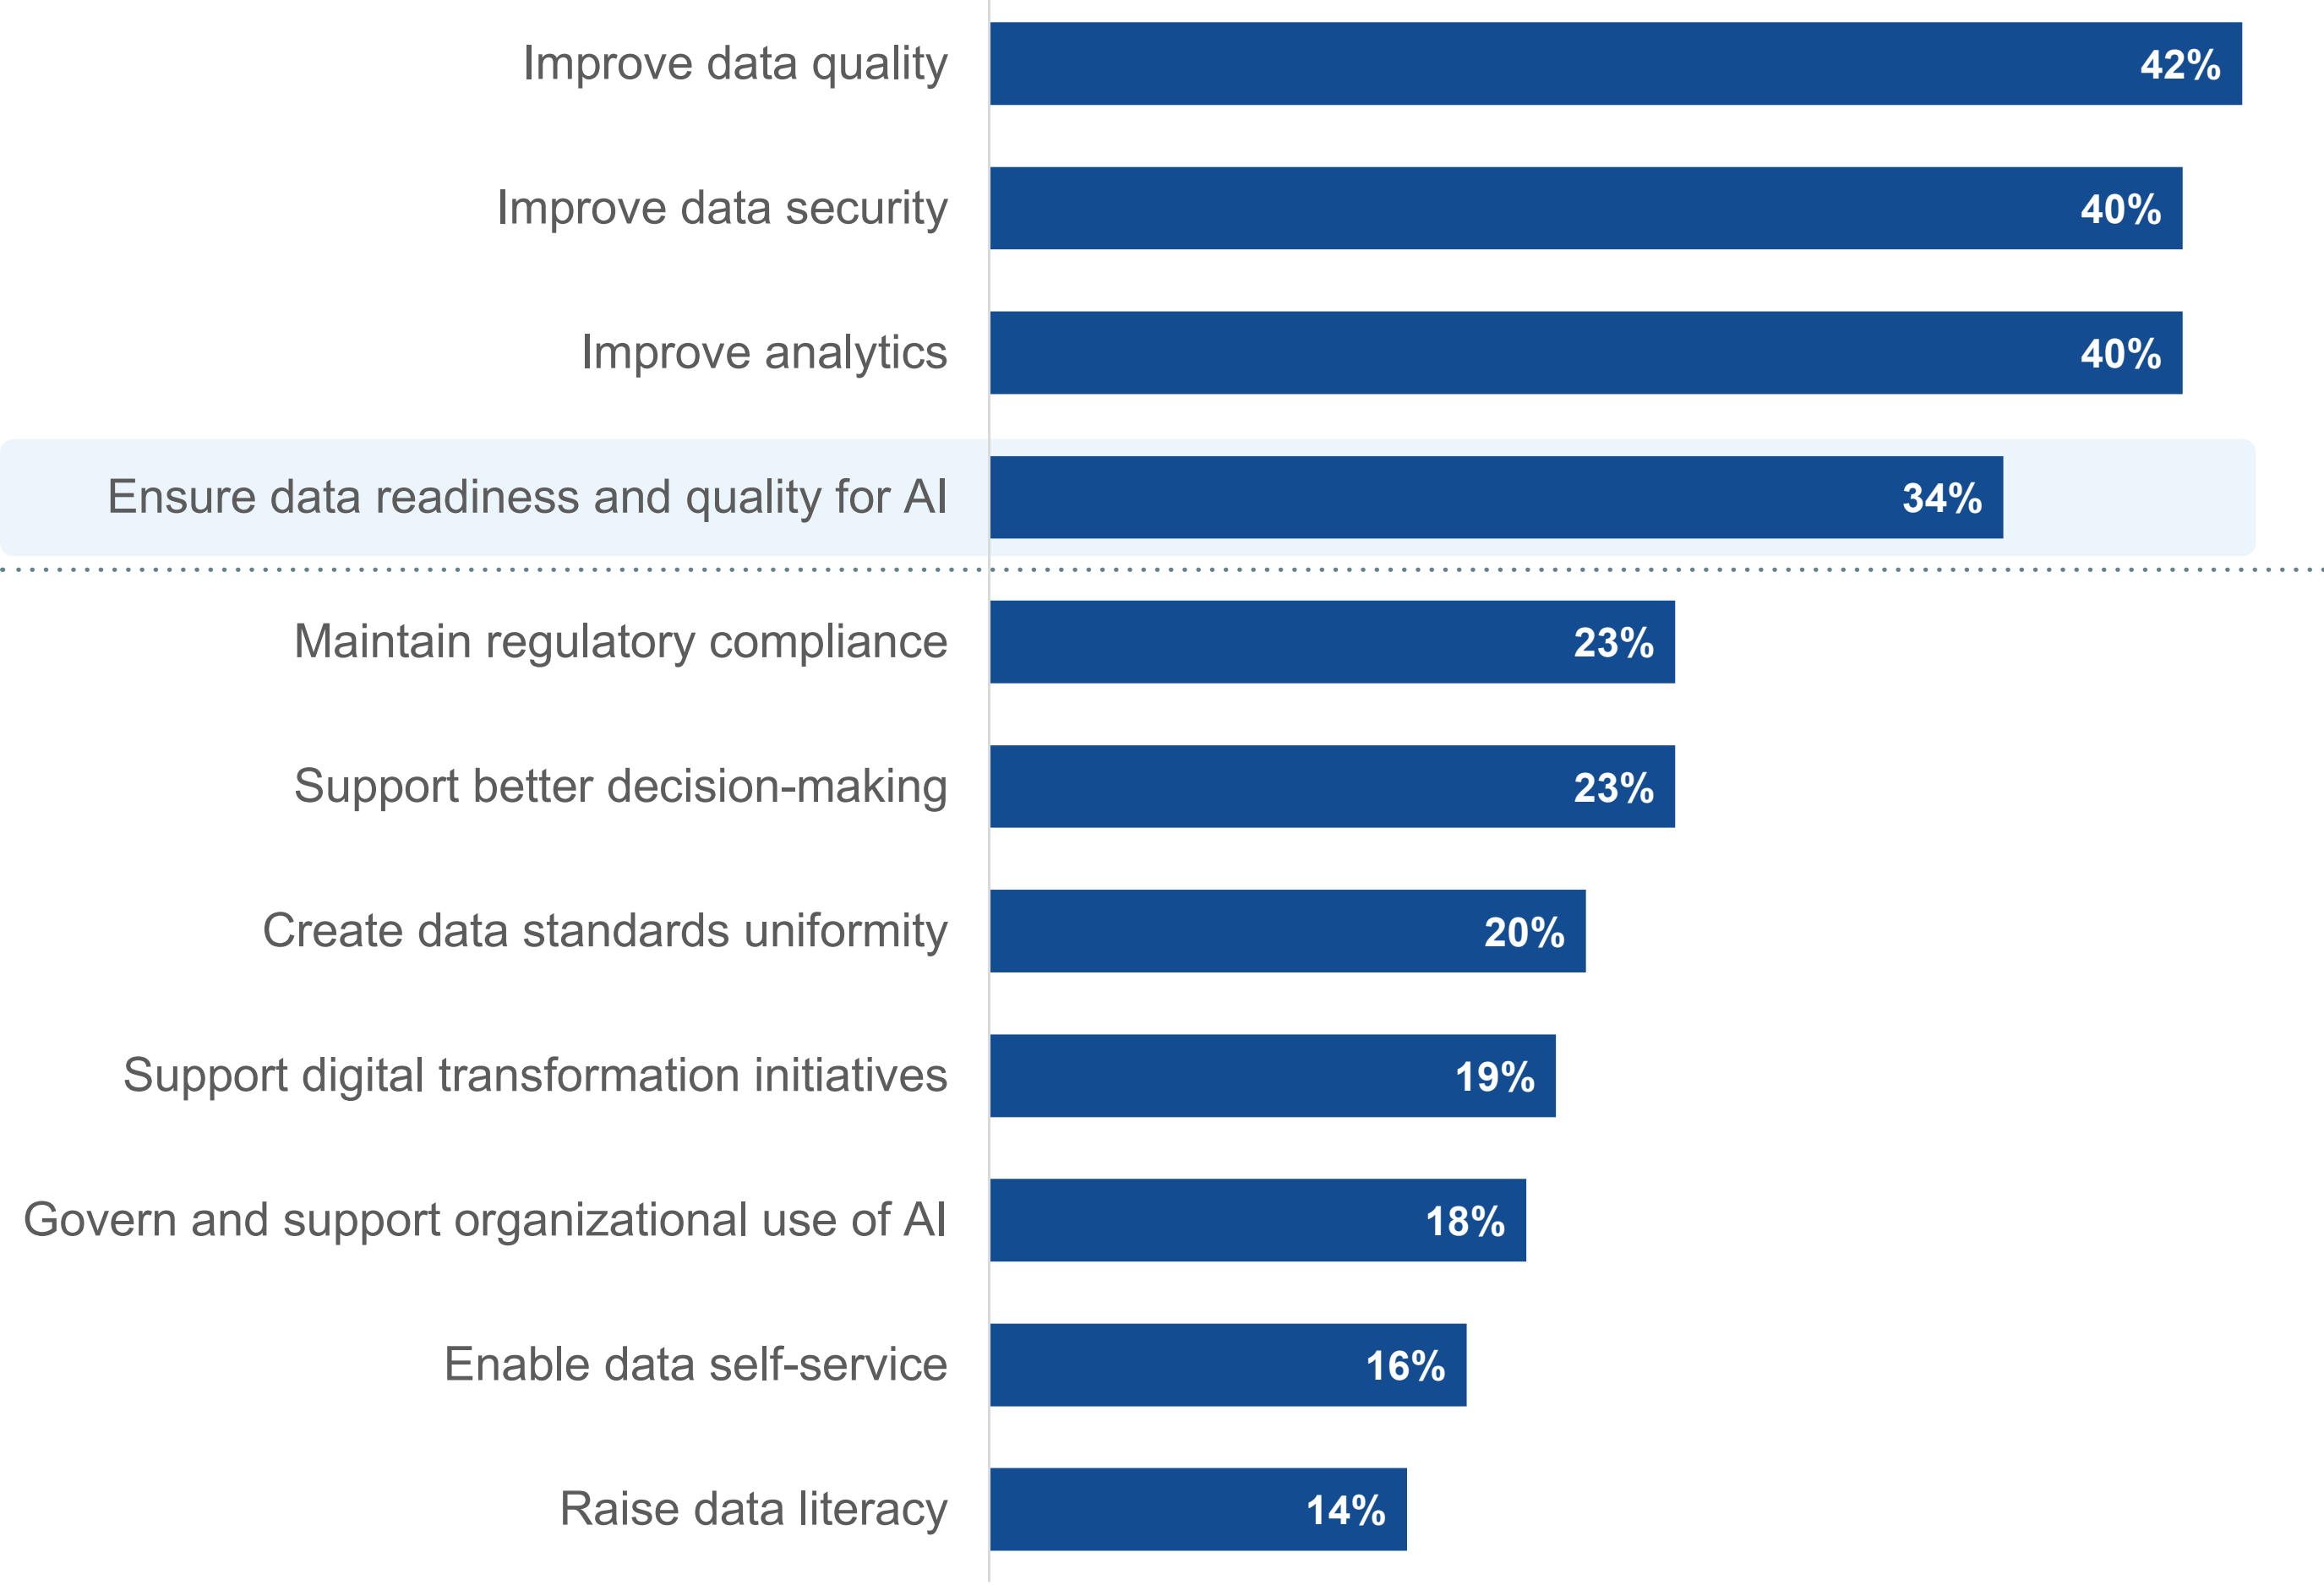 Improve data quality 42%
Improve data security 40%
Improve analytics 40%
Ensure data readiness and quality for AI 34%
Maintain regulatory compliance 23%
Support better decision-making 23%
Create data standards uniformity 20%
Support digital transformation initiatives 19%
Govern and support organizational use of AI 18%
Enable data self-service 16%
Raise data literacy 14%